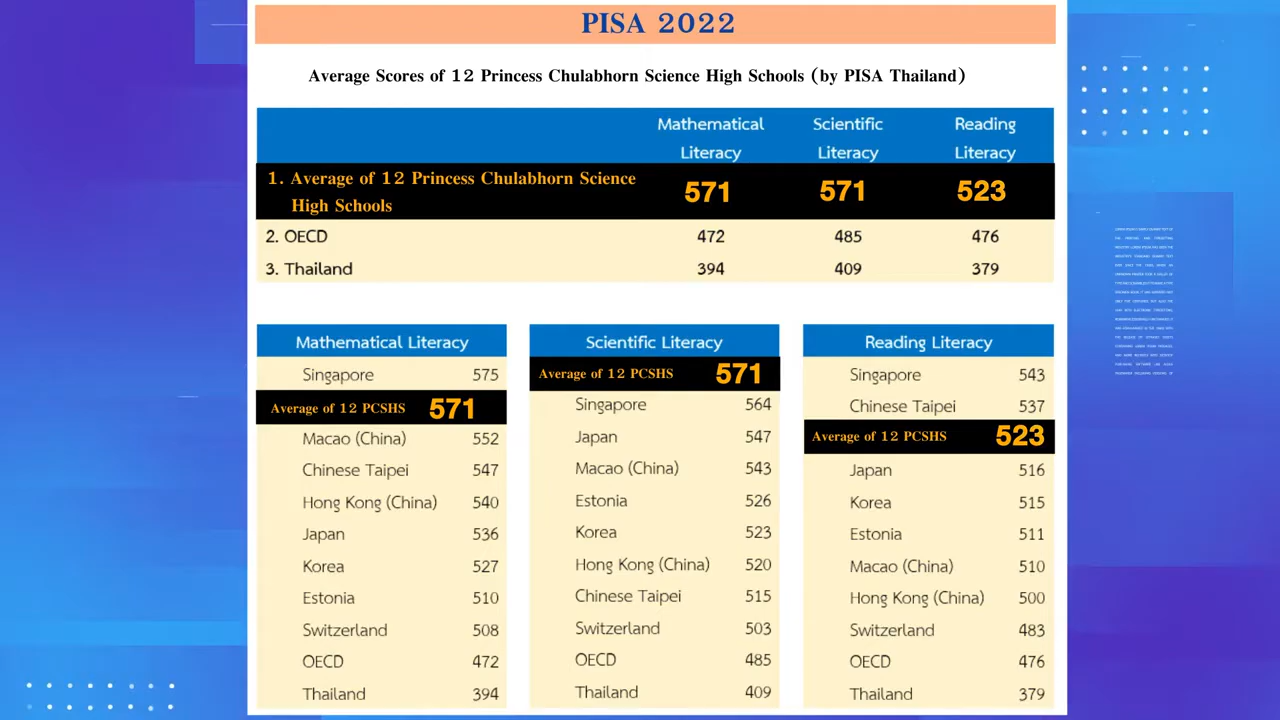 PISA 2022
Average Scores of 12 Princess Chulabhorn Science High Schools (by PISA Thailand)
Mathematical Literacy Scientific Literacy Reading Literacy
1. Average of 12 Princess Chulabhorn Science High Schools 571 571 523
2. OECD 472 485 476
3. Thailand 394 409 379
Mathematical Literacy
Singapore 575
Average of 12 PCSHS 571
Macao (China) 552
Chinese Taipei 547
Hong Kong (China) 540
Japan 536
Korea 527
Estonia 510
Switzerland 508
OECD 472
Thailand 394
Scientific Literacy
Average of 12 PCSHS 571
Singapore 564
Japan 547
Macao (China) 543
Estonia 526
Korea 523
Hong Kong (China) 520
Chinese Taipei 515
Switzerland 503
OECD 485
Thailand 409
Reading Literacy
Singapore 543
Chinese Taipei 537
Average of 12 PCSHS 523
Japan 516
Korea 515
Estonia 511
Macao (China) 510
Hong Kong (China) 500
Switzerland 483
OECD 476
Thailand 379